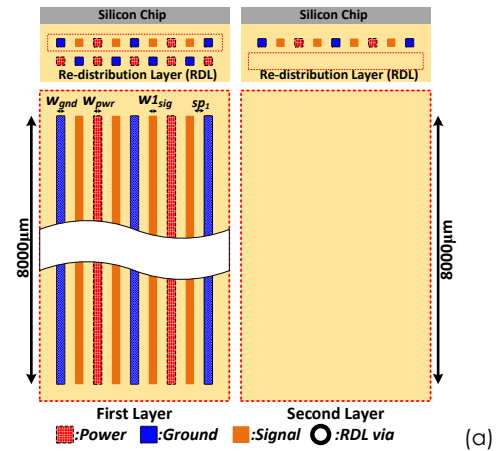 Silicon Chip
Silicon Chip
Re-distribution Layer (RDL)
Re-distribution Layer (RDL)
wgnd wpwr w1sig sp1
8000μm
8000μm
First Layer
Second Layer
:Power :Ground :Signal :RDL via
(a)